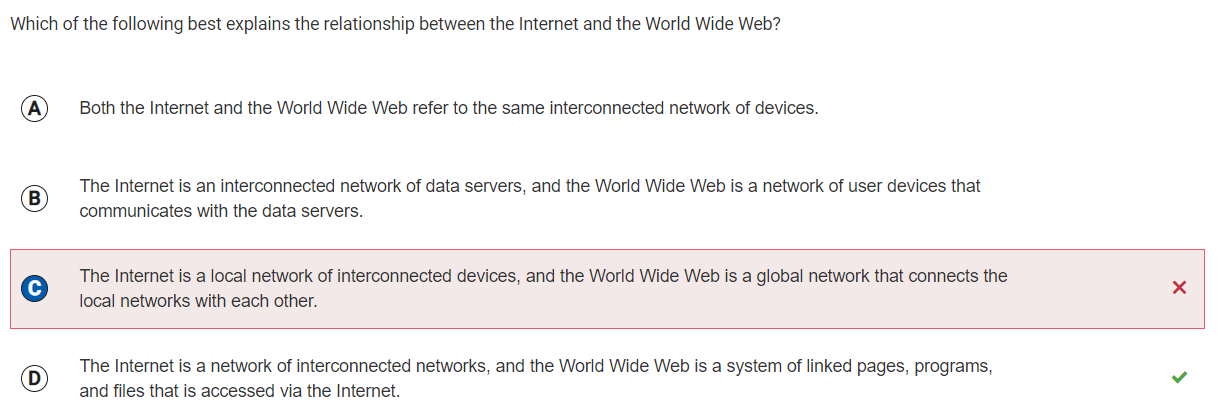 Which of the following best explains the relationship between the Internet and the World Wide Web?
A Both the Internet and the World Wide Web refer to the same interconnected network of devices.
B The Internet is an interconnected network of data servers, and the World Wide Web is a network of user devices that
communicates with the data servers.
C The Internet is a local network of interconnected devices, and the World Wide Web is a global network that connects the
local networks with each other.
D The Internet is a network of interconnected networks, and the World Wide Web is a system of linked pages, programs,
and files that is accessed via the Internet.